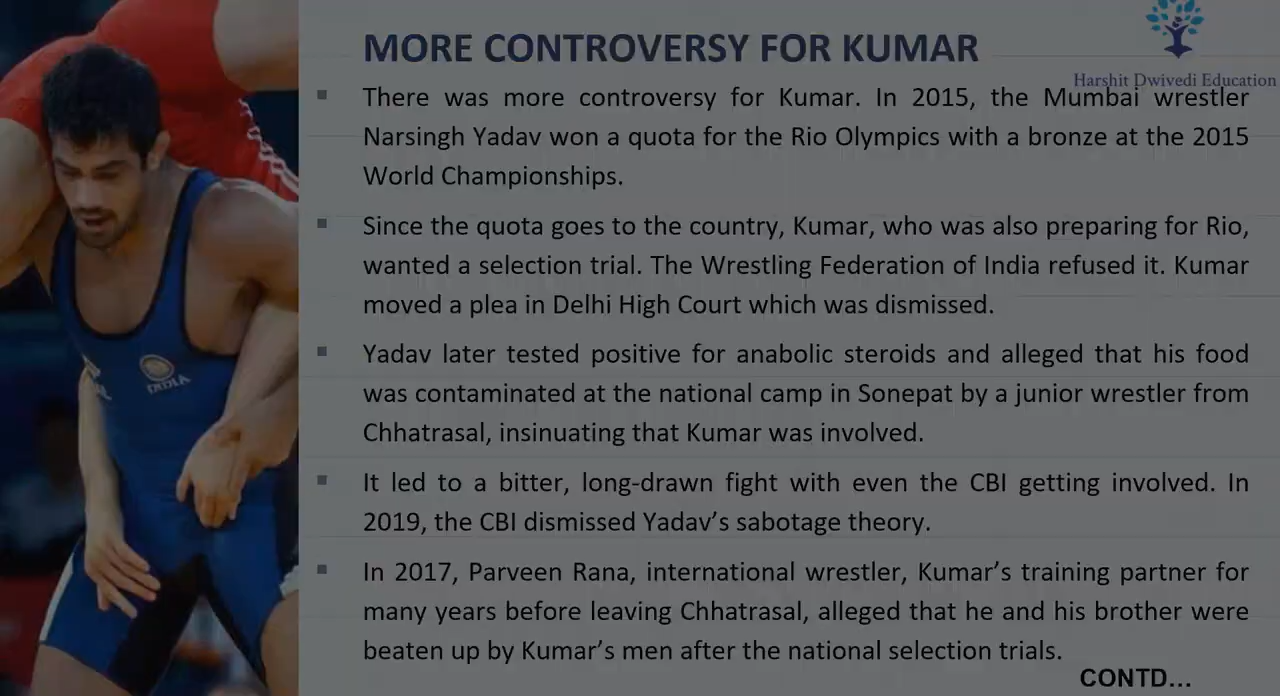 MORE CONTROVERSY FOR KUMAR
Harshit Dwivedi Education
▪ There was more controversy for Kumar. In 2015, the Mumbai wrestler
Narsingh Yadav won a quota for the Rio Olympics with a bronze at the 2015
World Championships.
▪ Since the quota goes to the country, Kumar, who was also preparing for Rio,
wanted a selection trial. The Wrestling Federation of India refused it. Kumar
moved a plea in Delhi High Court which was dismissed.
▪ Yadav later tested positive for anabolic steroids and alleged that his food
was contaminated at the national camp in Sonepat by a junior wrestler from
Chhatrasal, insinuating that Kumar was involved.
▪ It led to a bitter, long-drawn fight with even the CBI getting involved. In
2019, the CBI dismissed Yadav’s sabotage theory.
▪ In 2017, Parveen Rana, international wrestler, Kumar’s training partner for
many years before leaving Chhatrasal, alleged that he and his brother were
beaten up by Kumar’s men after the national selection trials.
CONTD...
INDIA